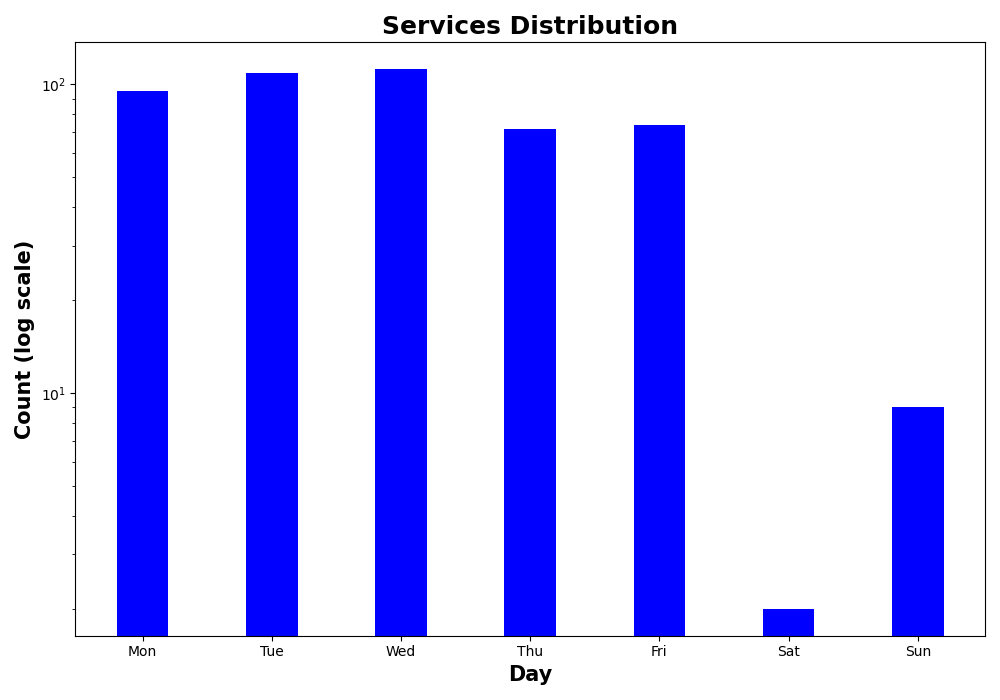 Services Distribution
Count (log scale)
10²
10¹
Mon Tue Wed Thu Fri Sat Sun
Day